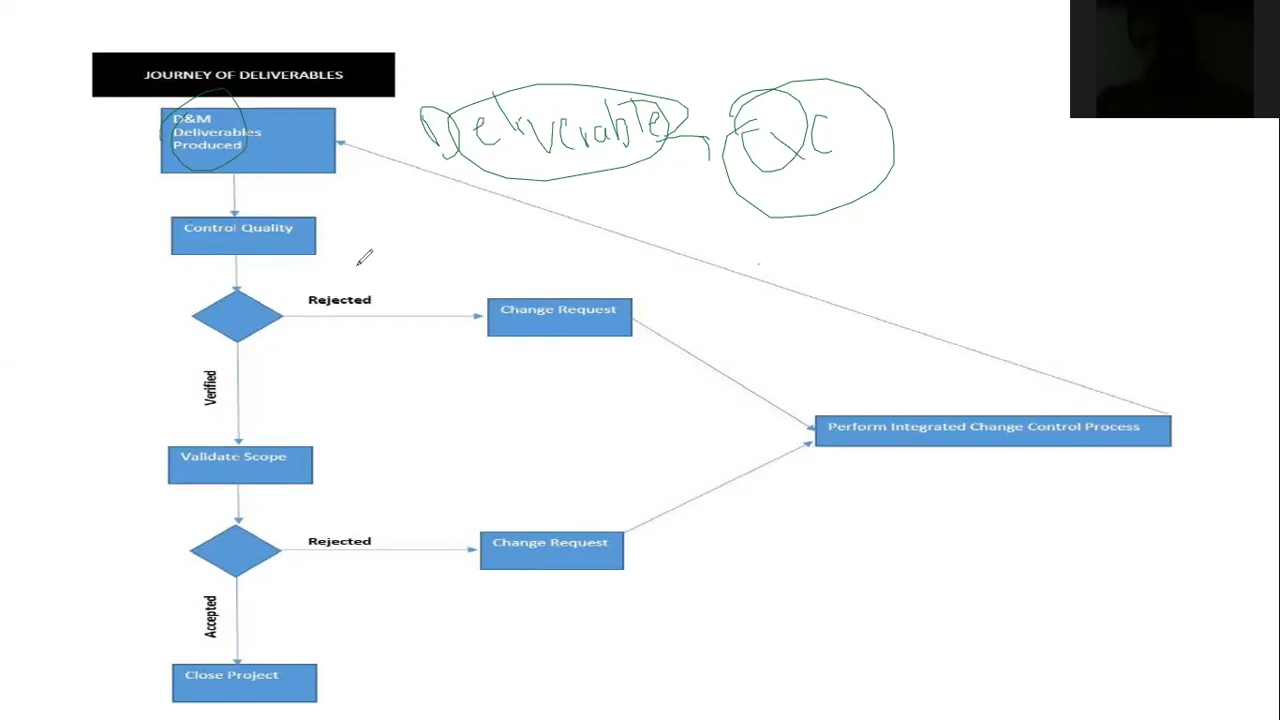 JOURNEY OF DELIVERABLES
D&M
Deliverables
Produced
Deliverable
QC
Control Quality
Rejected
Change Request
Verified
Perform Integrated Change Control Process
Validate Scope
Rejected
Change Request
Accepted
Close Project